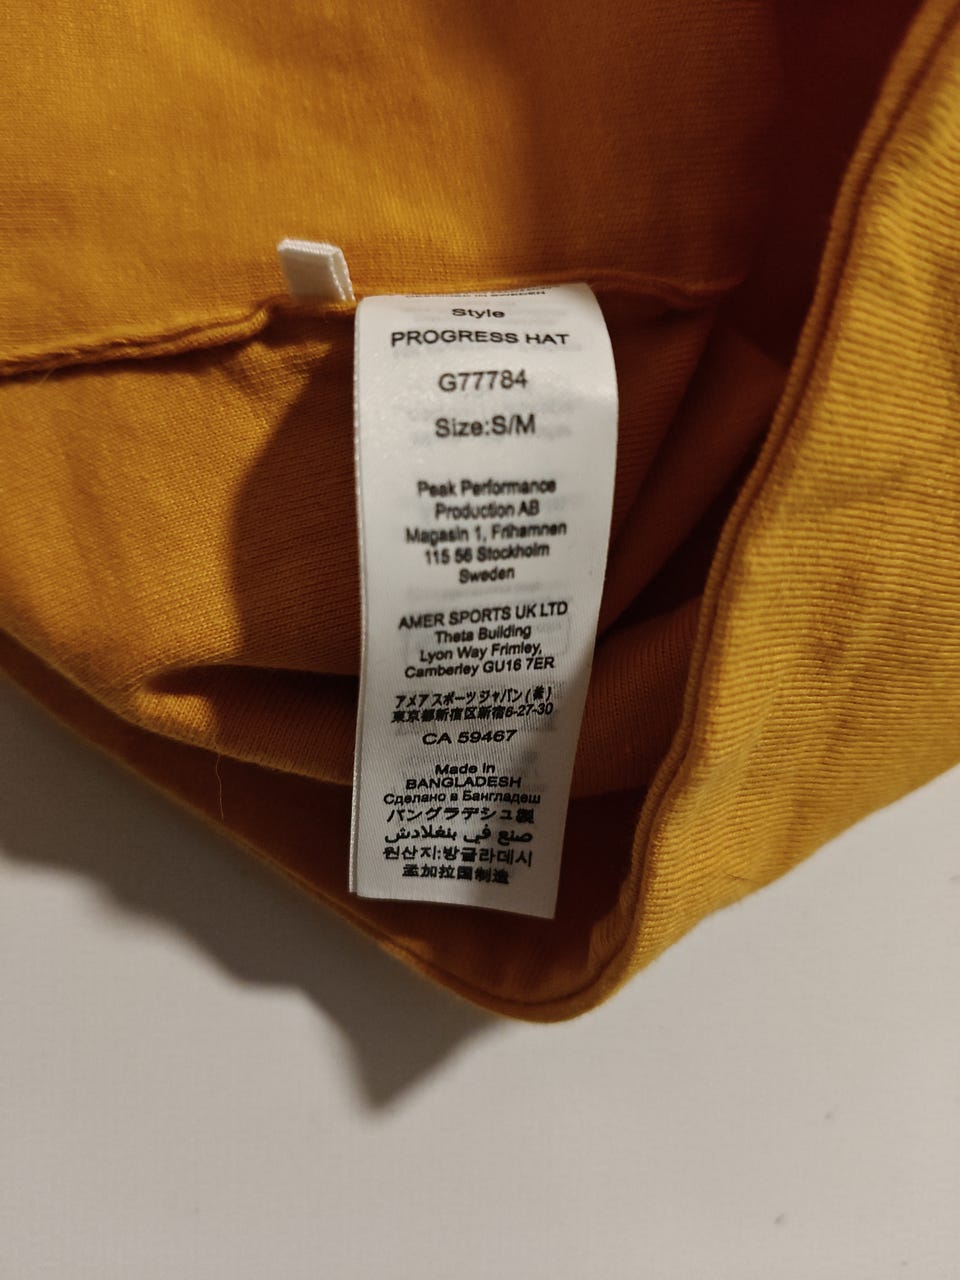 DESIGNED IN SWEDEN
Style
PROGRESS HAT
G77784
Size:S/M
Peak Performance
Production AB
Magasin 1, Frihamnen
115 56 Stockholm
Sweden
AMER SPORTS UK LTD
Theta Building
Lyon Way Frimley,
Camberley GU16 7ER
アメア スポーツ ジャパン (株)
東京都新宿区新宿6-27-30
CA 59467
Made in
BANGLADESH
Сделано в Бангладеш
バングラデシュ製
صنع في بنغلادش
원산지:방글라데시
孟加拉国制造